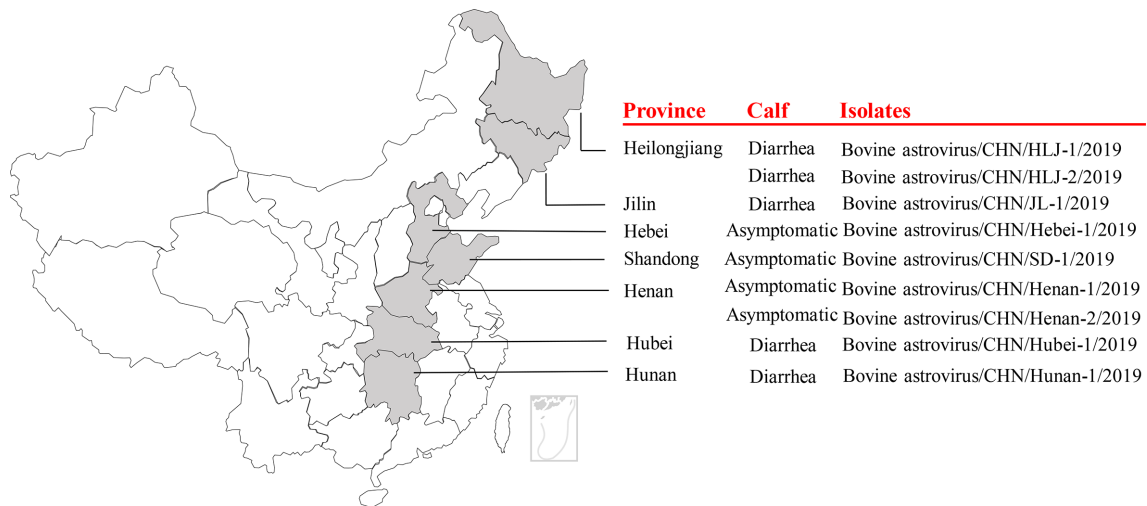 Province Calf Isolates
Heilongjiang Diarrhea Bovine astrovirus/CHN/HLJ-1/2019
Diarrhea Bovine astrovirus/CHN/HLJ-2/2019
Jilin Diarrhea Bovine astrovirus/CHN/JL-1/2019
Hebei Asymptomatic Bovine astrovirus/CHN/Hebei-1/2019
Shandong Asymptomatic Bovine astrovirus/CHN/SD-1/2019
Henan Asymptomatic Bovine astrovirus/CHN/Henan-1/2019
Asymptomatic Bovine astrovirus/CHN/Henan-2/2019
Hubei Diarrhea Bovine astrovirus/CHN/Hubei-1/2019
Hunan Diarrhea Bovine astrovirus/CHN/Hunan-1/2019